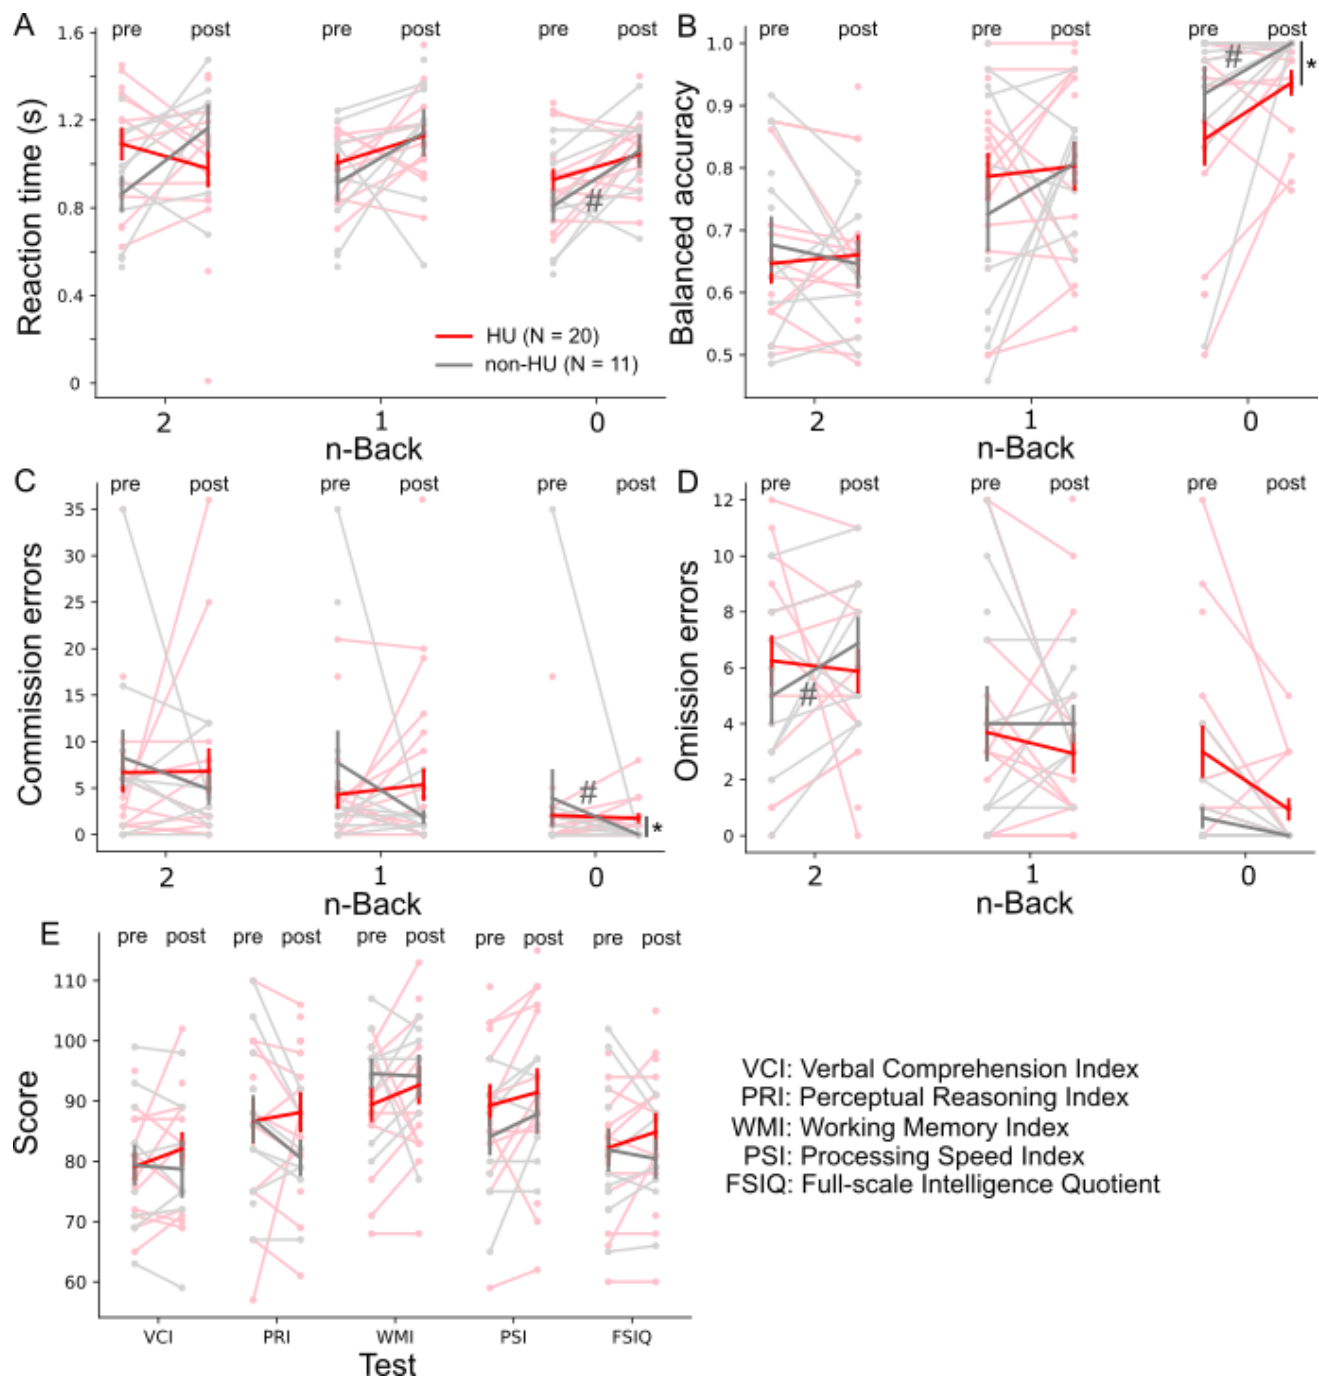 A
pre post pre post pre post
1.6
1.2
0.8
0.4
0
Reaction time (s)
#
HU (N = 20)
non-HU (N = 11)
2 1 0
n-Back
B
pre post pre post pre post
1.0
0.9
0.8
0.7
0.6
0.5
Balanced accuracy
#
*
2 1 0
n-Back
C
pre post pre post pre post
35
30
25
20
15
10
5
0
Commission errors
#
*
2 1 0
n-Back
D
pre post pre post pre post
12
10
8
6
4
2
0
Omission errors
#
2 1 0
n-Back
E
pre post pre post pre post pre post pre post
110
100
90
80
70
60
Score
VCI PRI WMI PSI FSIQ
Test
VCI: Verbal Comprehension Index
PRI: Perceptual Reasoning Index
WMI: Working Memory Index
PSI: Processing Speed Index
FSIQ: Full-scale Intelligence Quotient